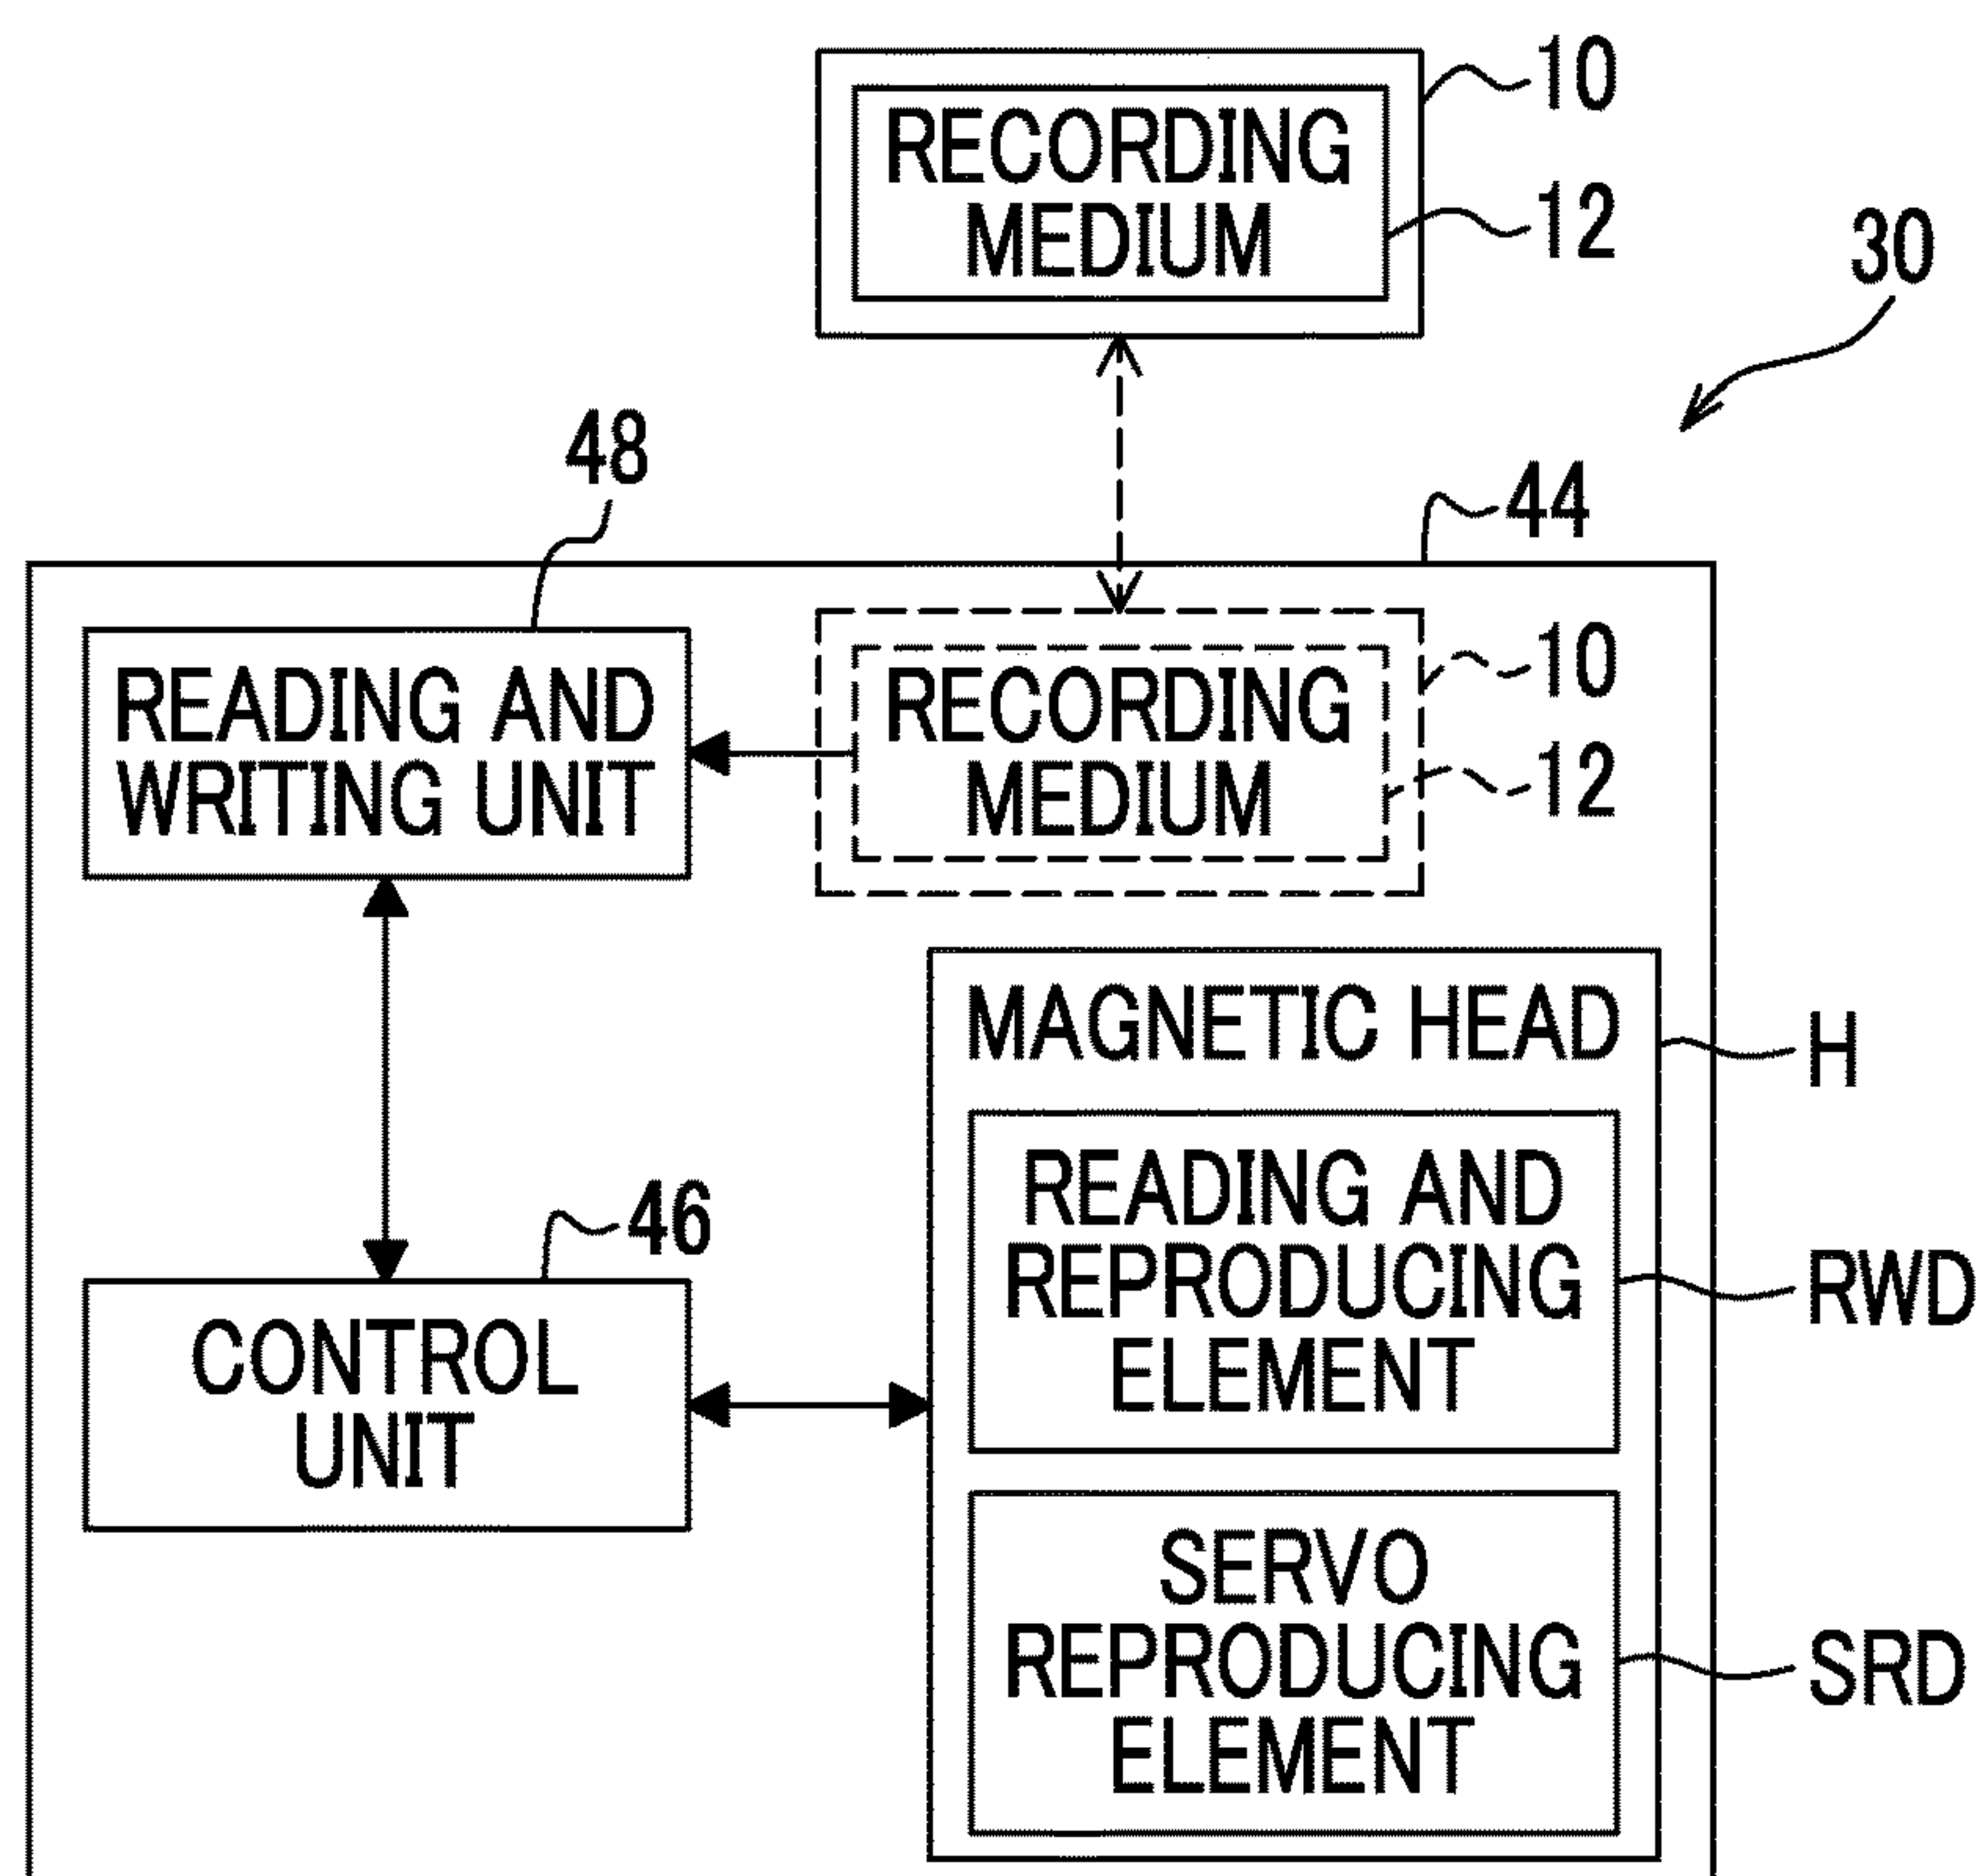 10
RECORDING
MEDIUM
12
30
48
44
READING AND
WRITING UNIT
RECORDING
MEDIUM
10
12
MAGNETIC HEAD
H
READING AND
REPRODUCING
ELEMENT
RWD
46
CONTROL
UNIT
SERVO
REPRODUCING
ELEMENT
SRD